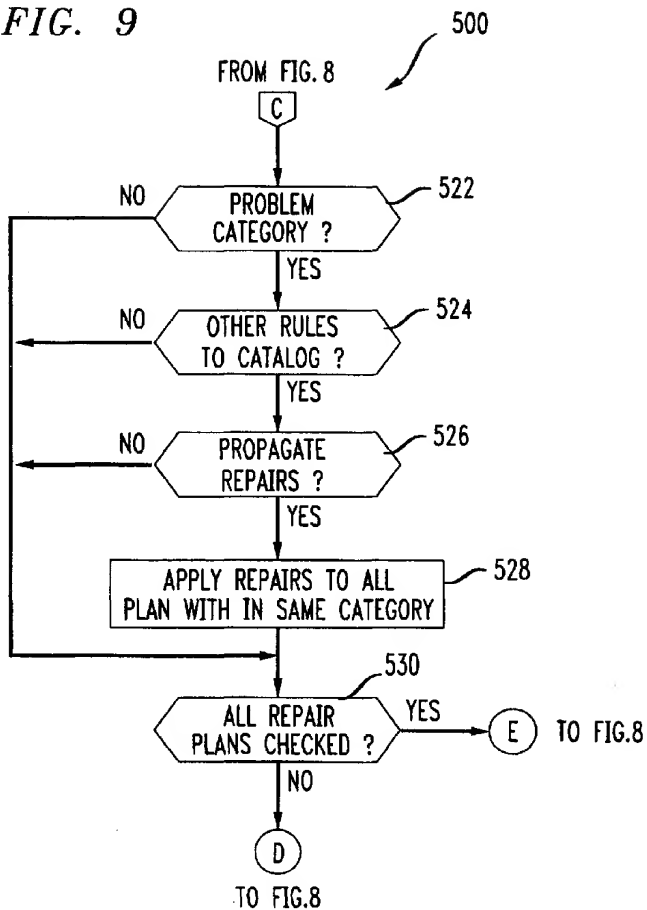 FIG. 9
500
FROM FIG. 8
C
NO
PROBLEM
CATEGORY ?
522
YES
NO
OTHER RULES
TO CATALOG ?
524
YES
NO
PROPAGATE
REPAIRS ?
526
YES
APPLY REPAIRS TO ALL
PLAN WITH IN SAME CATEGORY
528
530
ALL REPAIR
PLANS CHECKED ?
YES
E
TO FIG.8
NO
D
TO FIG.8